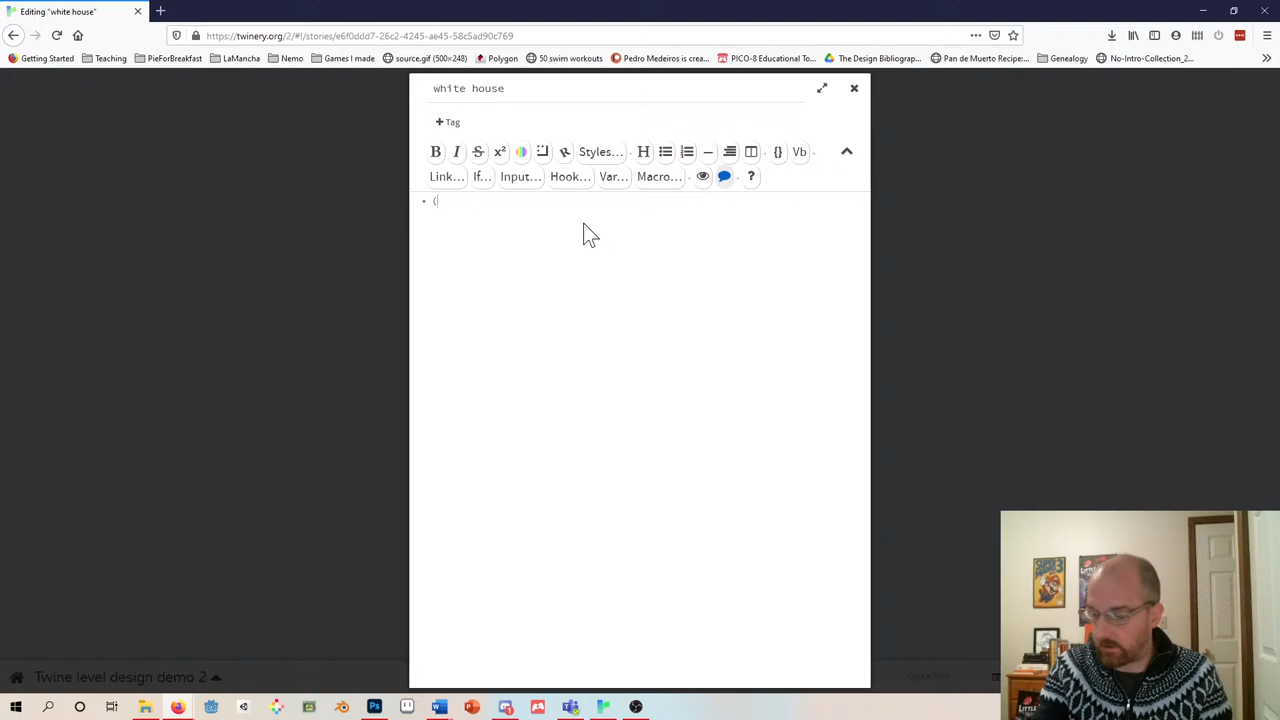 Editing "white house"
https://twinery.org/2/#!/stories/e6f0ddd7-26c2-4245-ae45-58c5ad90c769
Getting Started Teaching PieForBreakfast LaMancha Nemo Games I made source.gif (500×248) Polygon 50 swim workouts Pedro Medeiros is crea... PICO-8 Educational To... The Design Bibliograp... Pan de Muerto Recipe:... Genealogy No-Intro-Collection_2...
white house
+ Tag
B I S x² Styles... H {} Vb
Link... If... Input... Hook... Var... Macro... ?
(
Twine level design demo 2
Quick Find